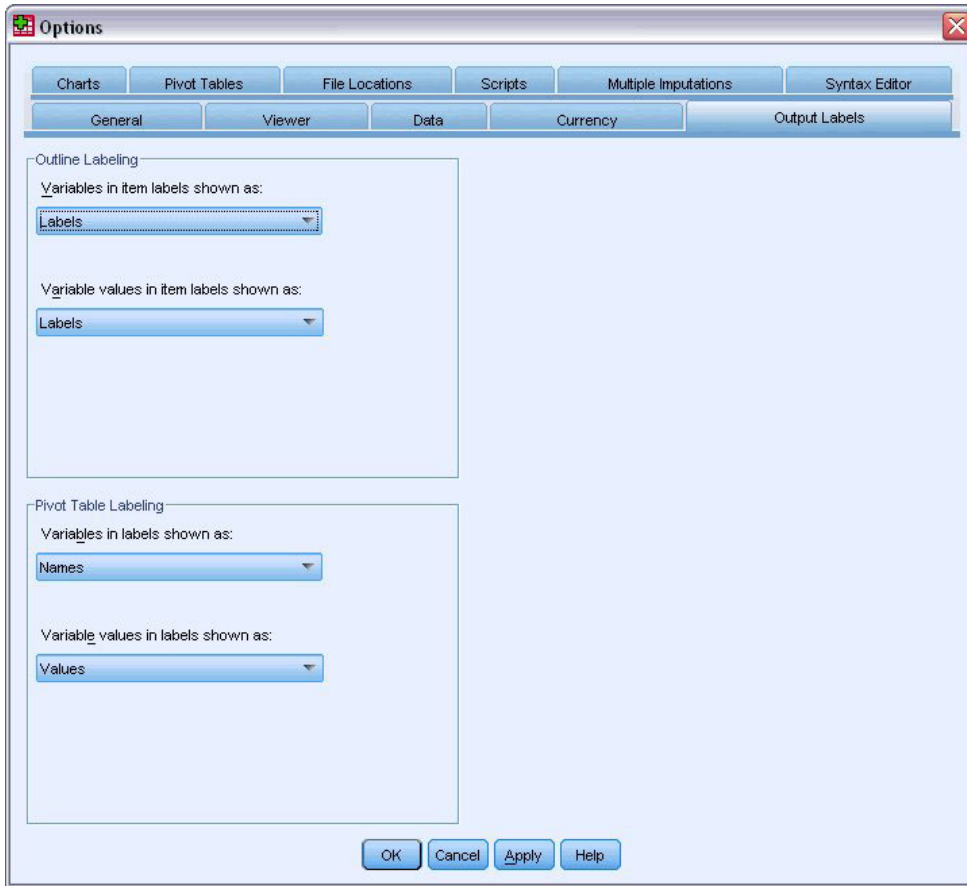 Options
Charts Pivot Tables File Locations Scripts Multiple Imputations Syntax Editor
General Viewer Data Currency Output Labels
Outline Labeling
Variables in item labels shown as:
Labels
Variable values in item labels shown as:
Labels
Pivot Table Labeling
Variables in labels shown as:
Names
Variable values in labels shown as:
Values
OK Cancel Apply Help